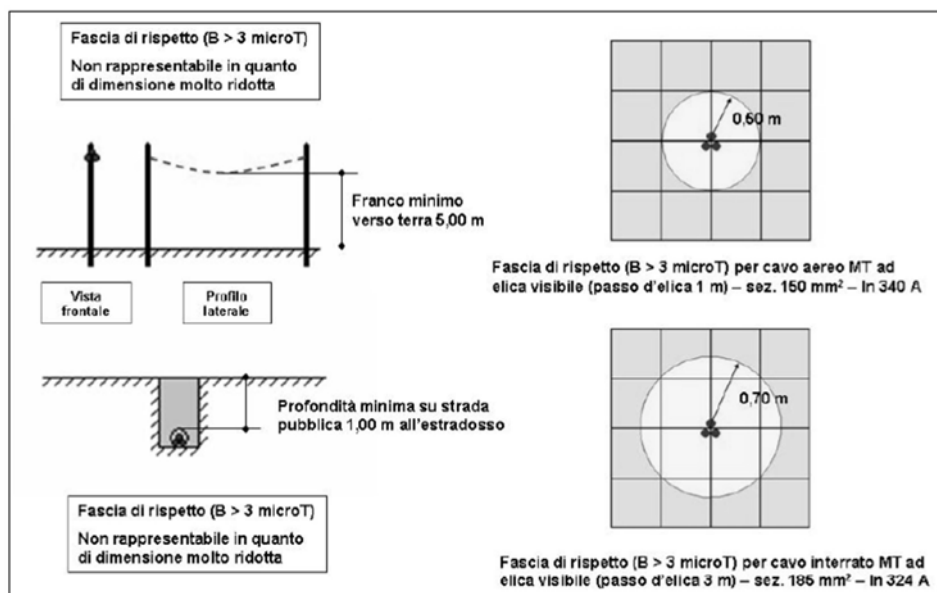 Fascia di rispetto (B > 3 microT)
Non rappresentabile in quanto
di dimensione molto ridotta
Franco minimo
verso terra 5,00 m
Vista
frontale
Profilo
laterale
Profondità minima su strada
pubblica 1,00 m all'estradosso
Fascia di rispetto (B > 3 microT)
Non rappresentabile in quanto
di dimensione molto ridotta
0,50 m
Fascia di rispetto (B > 3 microT) per cavo aereo MT ad
elica visibile (passo d'elica 1 m) – sez. 150 mm² – In 340 A
0,70 m
Fascia di rispetto (B > 3 microT) per cavo interrato MT ad
elica visibile (passo d'elica 3 m) – sez. 185 mm² – In 324 A